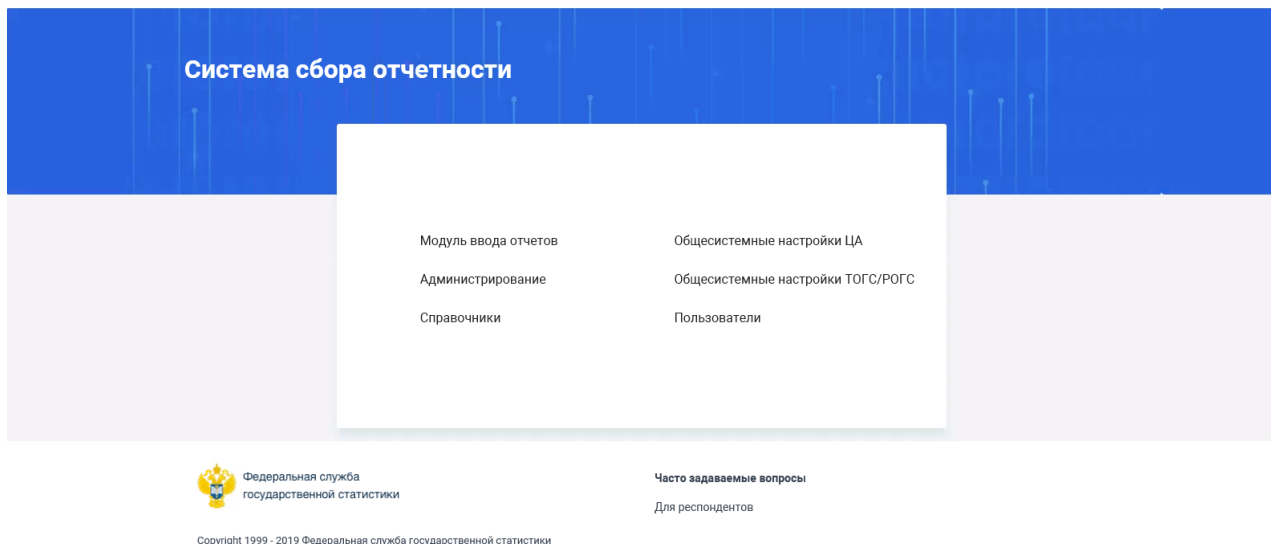 Система сбора отчетности
Модуль ввода отчетов
Общесистемные настройки ЦА
Администрирование
Общесистемные настройки ТОГС/РОГС
Справочники
Пользователи
Федеральная служба
государственной статистики
Часто задаваемые вопросы
Для респондентов
Copyright 1999 - 2019 Федеральная служба государственной статистики